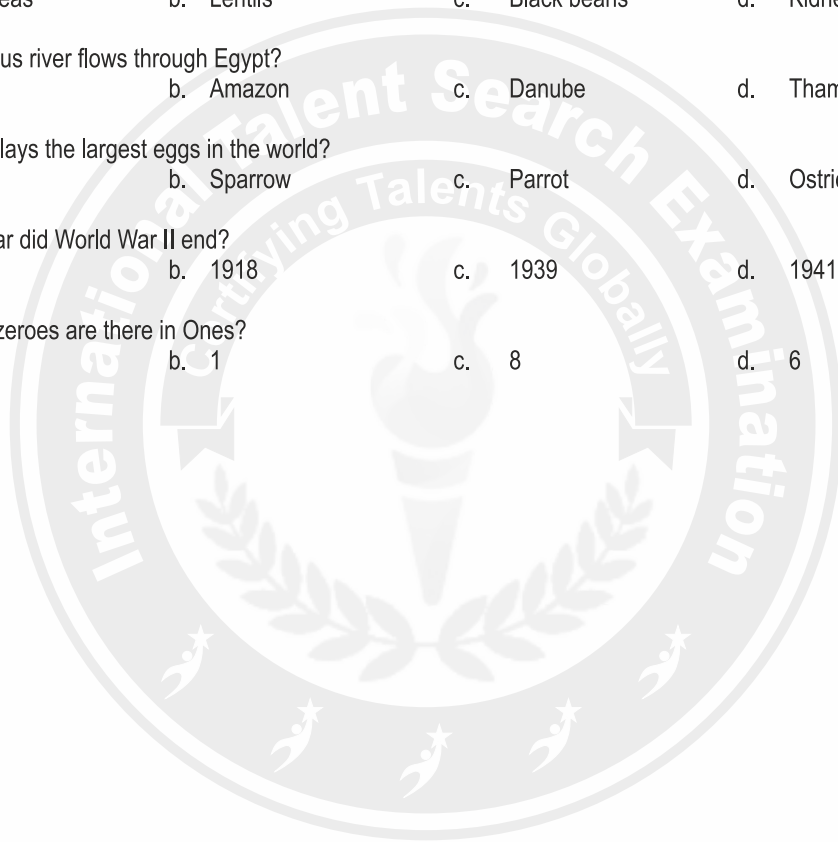 b. Lentils c. Black beans d.
us river flows through Egypt?
b. Amazon c. Danube d. Tham
lays the largest eggs in the world?
b. Sparrow c. Parrot d. Ostri
ar did World War II end?
b. 1918 c. 1939 d. 1941
zeroes are there in Ones?
b. 1 c. 8 d. 6
International Talent Search Examination
Certifying Talents Globally